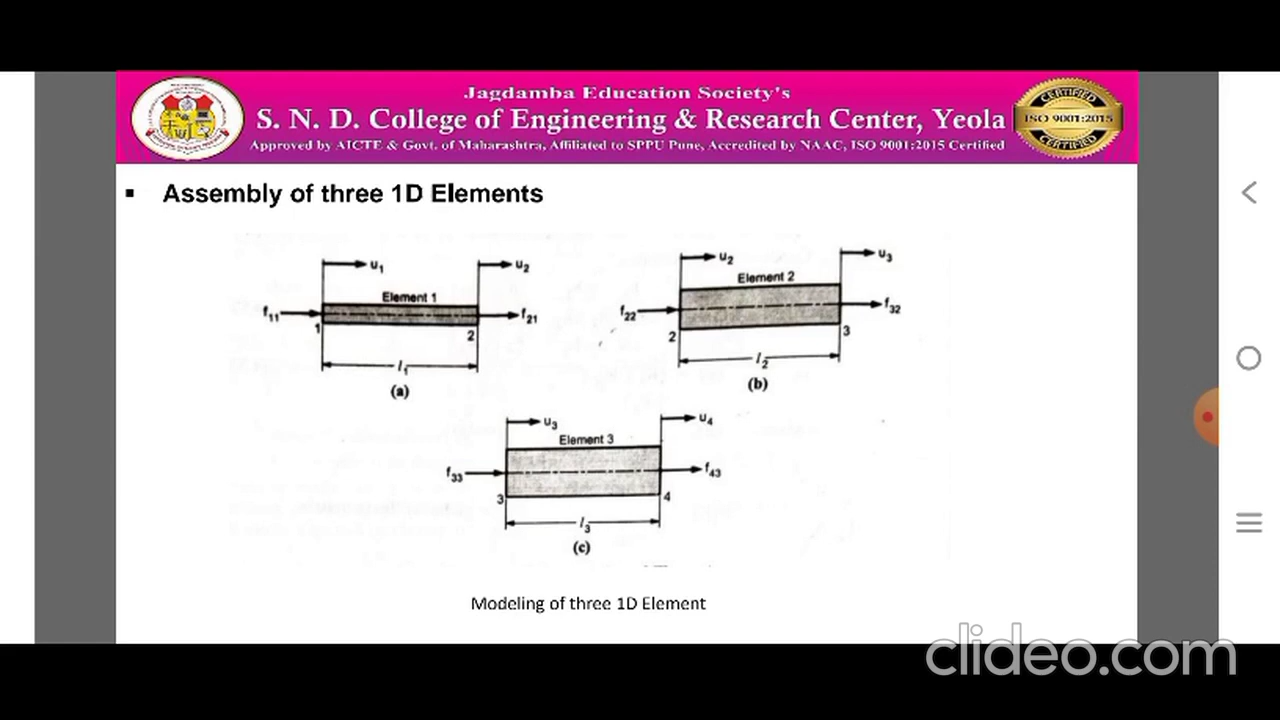 Jagdamba Education Society's
S. N. D. College of Engineering & Research Center, Yeola
Approved by AICTE & Govt. of Maharashtra, Affiliated to SPPU Pune, Accredited by NAAC, ISO 9001:2015 Certified
CERTIFIED
ISO 9001:2015
CERTIFIED
▪ Assembly of three 1D Elements
u₁ u₂
Element 1
f₁₁ f₂₁
1 2
l₁
(a)
u₂ u₃
Element 2
f₂₂ f₃₂
2 3
l₂
(b)
u₃ u₄
Element 3
f₃₃ f₄₃
3 4
l₃
(c)
Modeling of three 1D Element
clideo.com